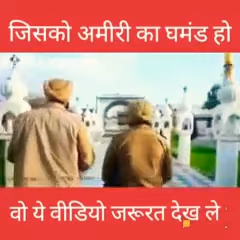 जिसको अमीरी का घमंड हो
वो ये वीडियो जरूरत देख ले